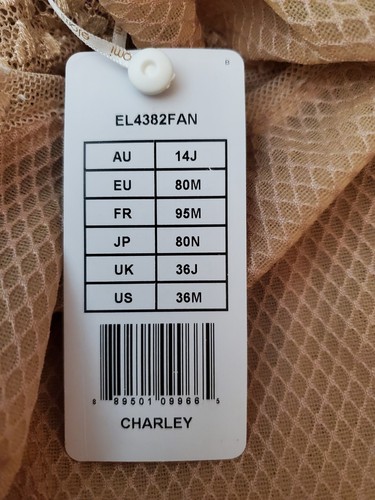 EL4382FAN
AU 14J
EU 80M
FR 95M
JP 80N
UK 36J
US 36M
8 89501 09966 5
CHARLEY